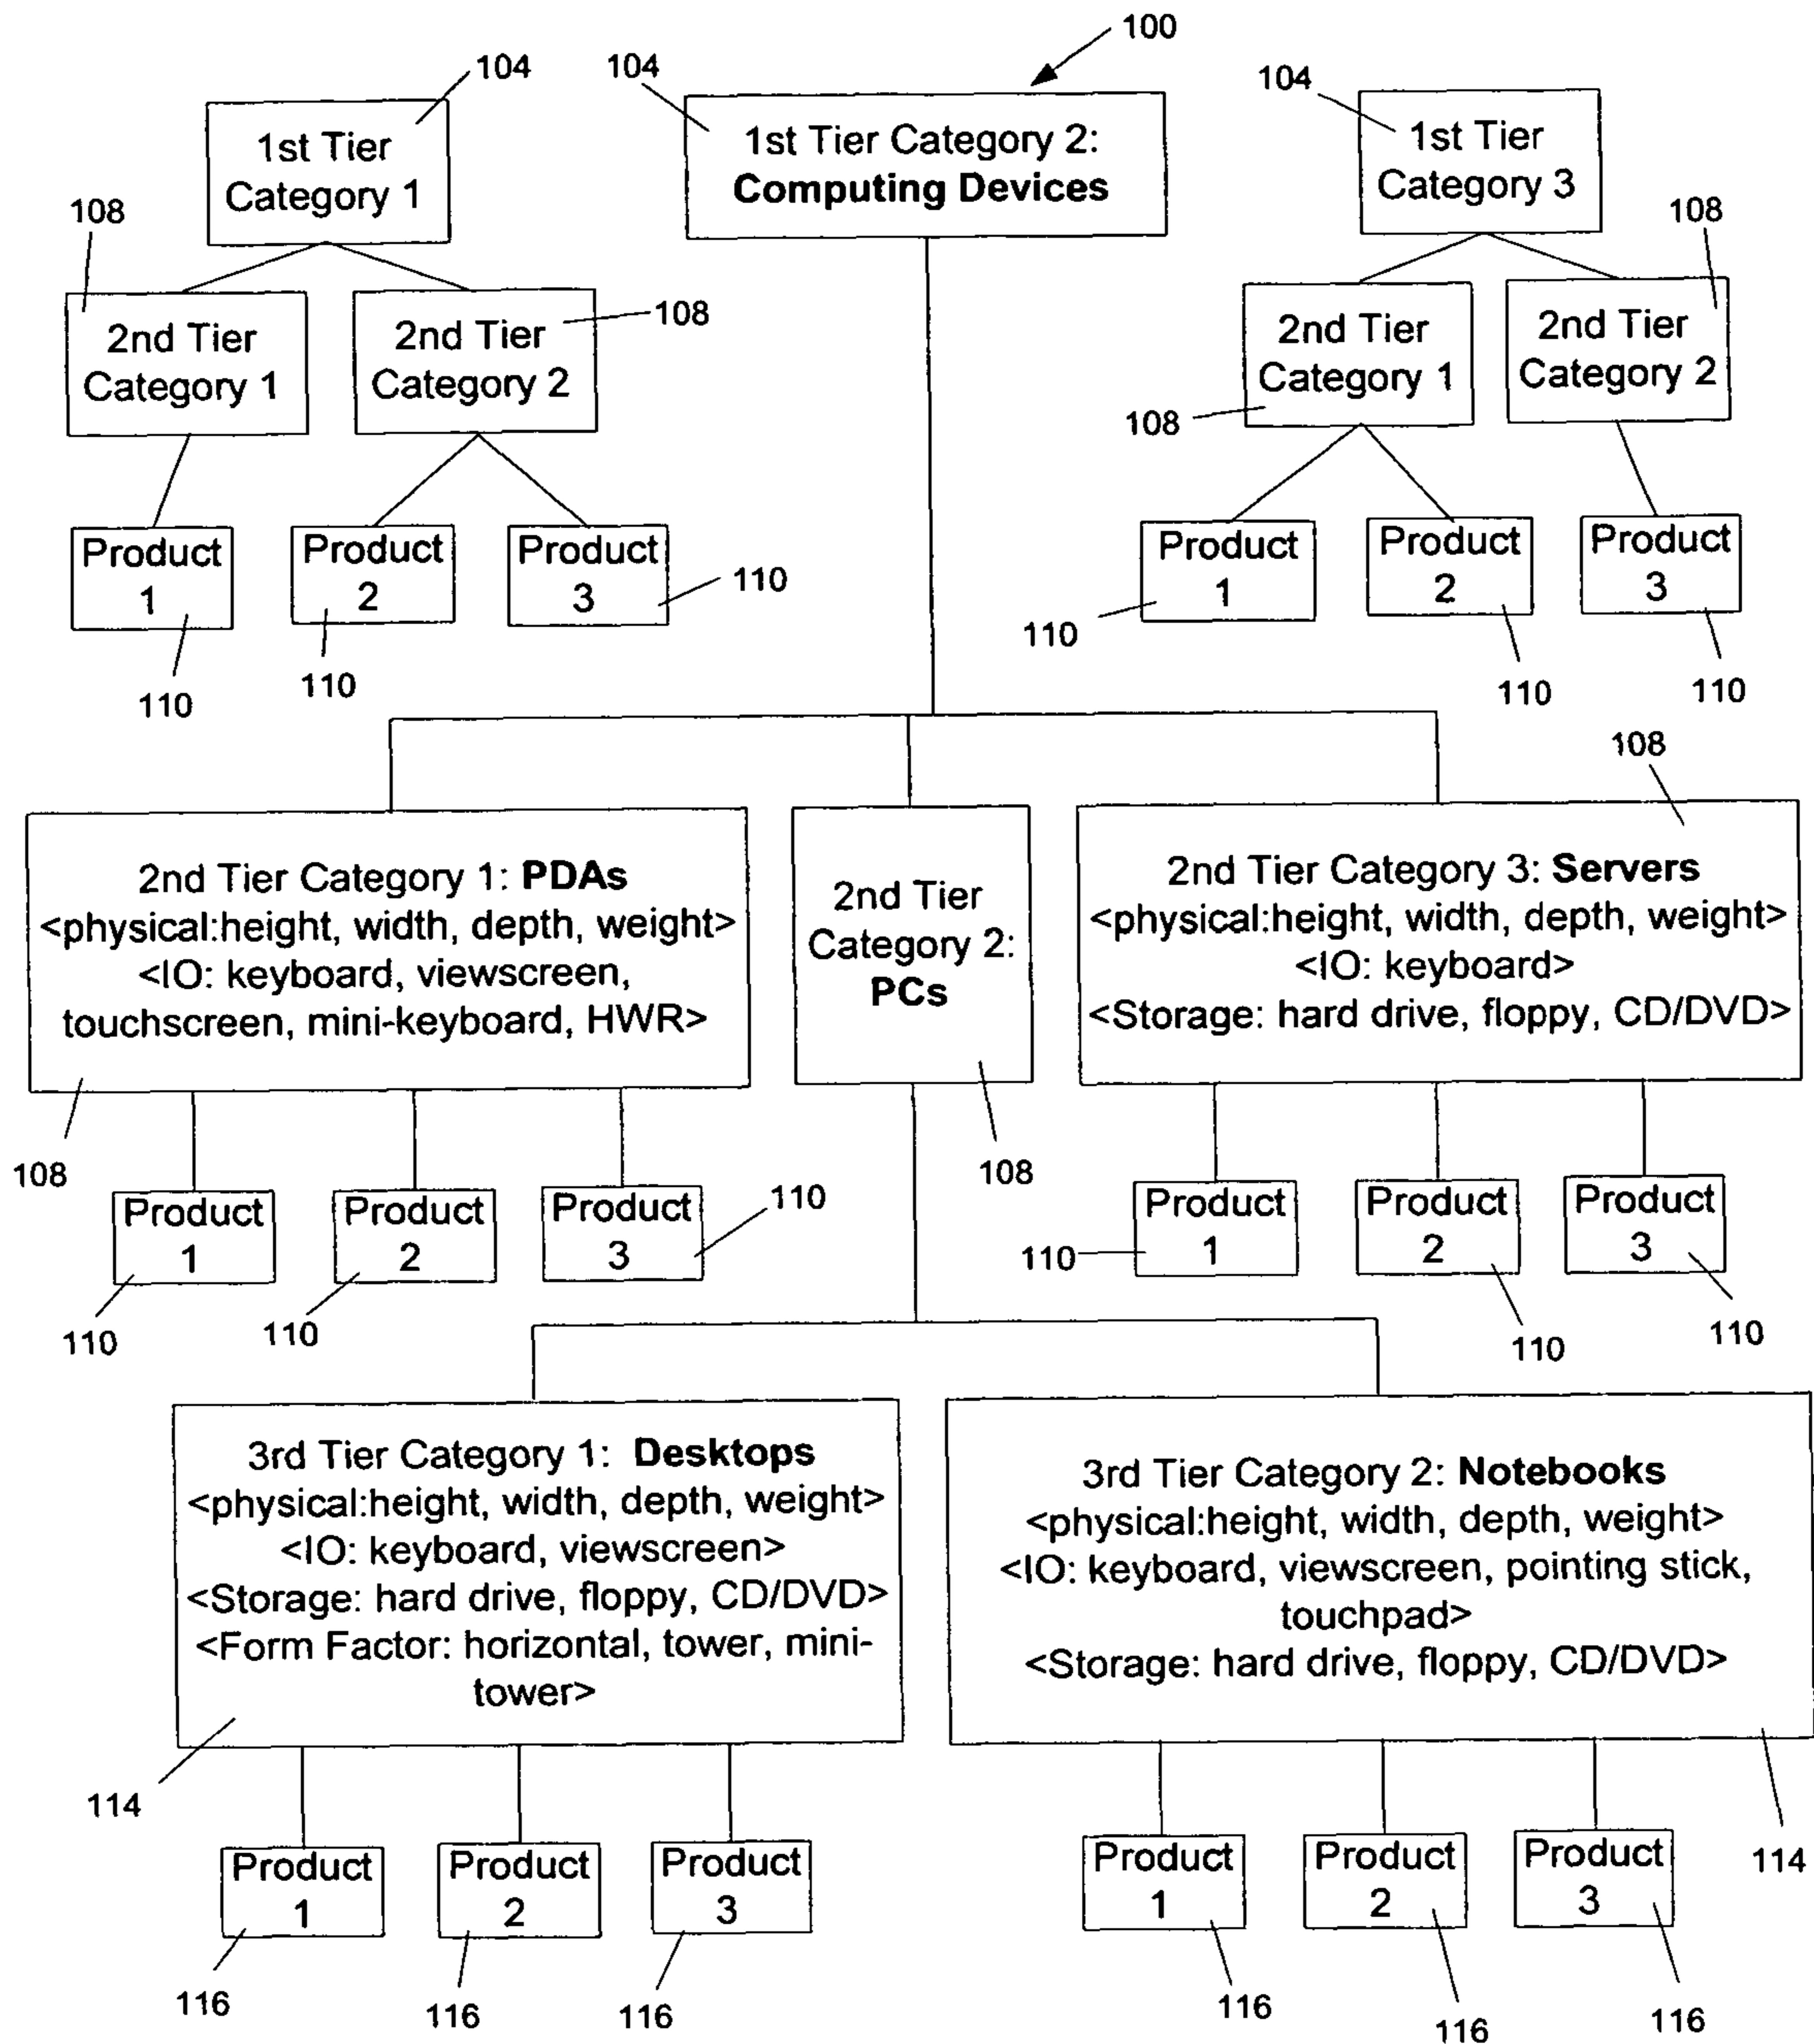 100
104
104
104
1st Tier
Category 1
1st Tier Category 2:
Computing Devices
1st Tier
Category 3
108
108
108
108
2nd Tier
Category 1
2nd Tier
Category 2
2nd Tier
Category 1
2nd Tier
Category 2
Product
1
Product
2
Product
3
Product
1
Product
2
Product
3
110
110
110
110
110
110
108
2nd Tier Category 1: PDAs
<physical:height, width, depth, weight>
<IO: keyboard, viewscreen,
touchscreen, mini-keyboard, HWR>
2nd Tier
Category 2:
PCs
2nd Tier Category 3: Servers
<physical:height, width, depth, weight>
<IO: keyboard>
<Storage: hard drive, floppy, CD/DVD>
108
108
Product
1
Product
2
Product
3
110
Product
1
Product
2
Product
3
110
110
110
110
110
3rd Tier Category 1: Desktops
<physical:height, width, depth, weight>
<IO: keyboard, viewscreen>
<Storage: hard drive, floppy, CD/DVD>
<Form Factor: horizontal, tower, mini-
tower>
3rd Tier Category 2: Notebooks
<physical:height, width, depth, weight>
<IO: keyboard, viewscreen, pointing stick,
touchpad>
<Storage: hard drive, floppy, CD/DVD>
114
114
Product
1
Product
2
Product
3
Product
1
Product
2
Product
3
116
116
116
116
116
116